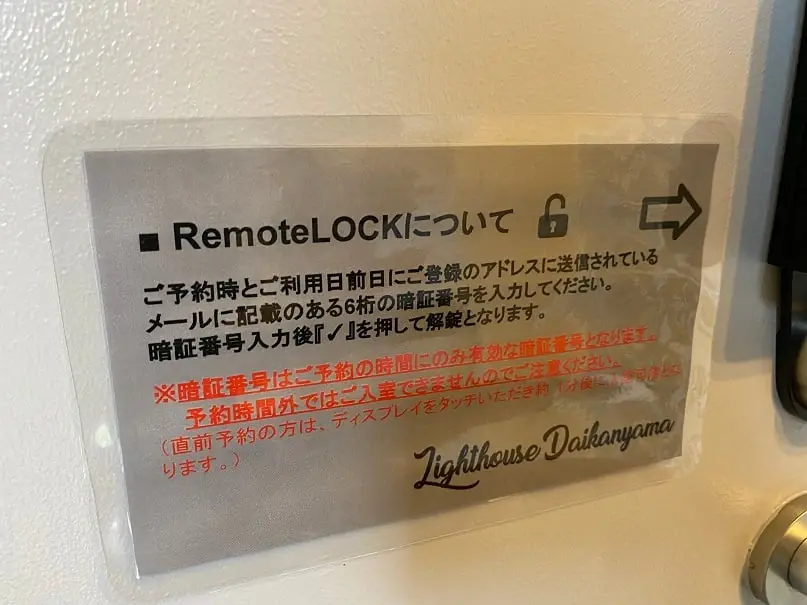 ■ RemoteLOCKについて
ご予約時とご利用日前日にご登録のアドレスに送信されている
メールに記載のある6桁の暗証番号を入力してください。
暗証番号入力後『✓』を押して解錠となります。
※暗証番号はご予約の時間にのみ有効な暗証番号となります。
予約時間外ではご入室できませんのでご注意ください。
(直前予約の方は、ディスプレイをタッチいただき約1分後に
ります。)
Lighthouse Daikanyama